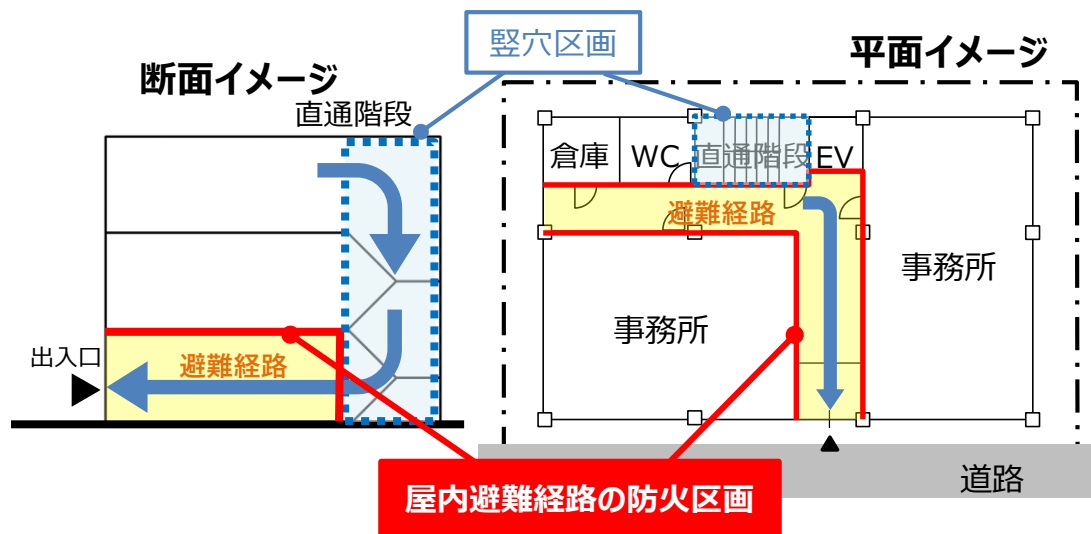 竪穴区画
断面イメージ
平面イメージ
直通階段
避難経路
出入口
倉庫
WC
直通階段
EV
避難経路
事務所
事務所
屋内避難経路の防火区画
道路